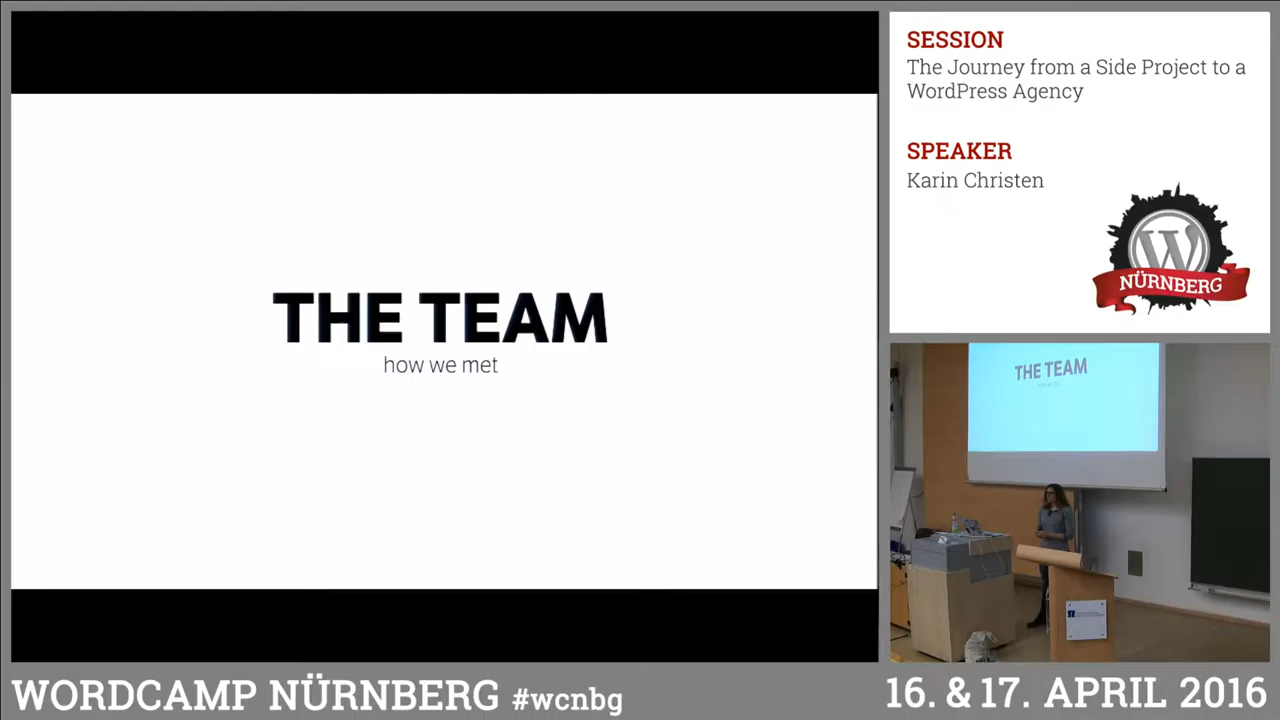 THE TEAM
how we met
SESSION
The Journey from a Side Project to a
WordPress Agency
SPEAKER
Karin Christen
W
NÜRNBERG
THE TEAM
WORDCAMP NÜRNBERG #wcnbg
16. & 17. APRIL 2016